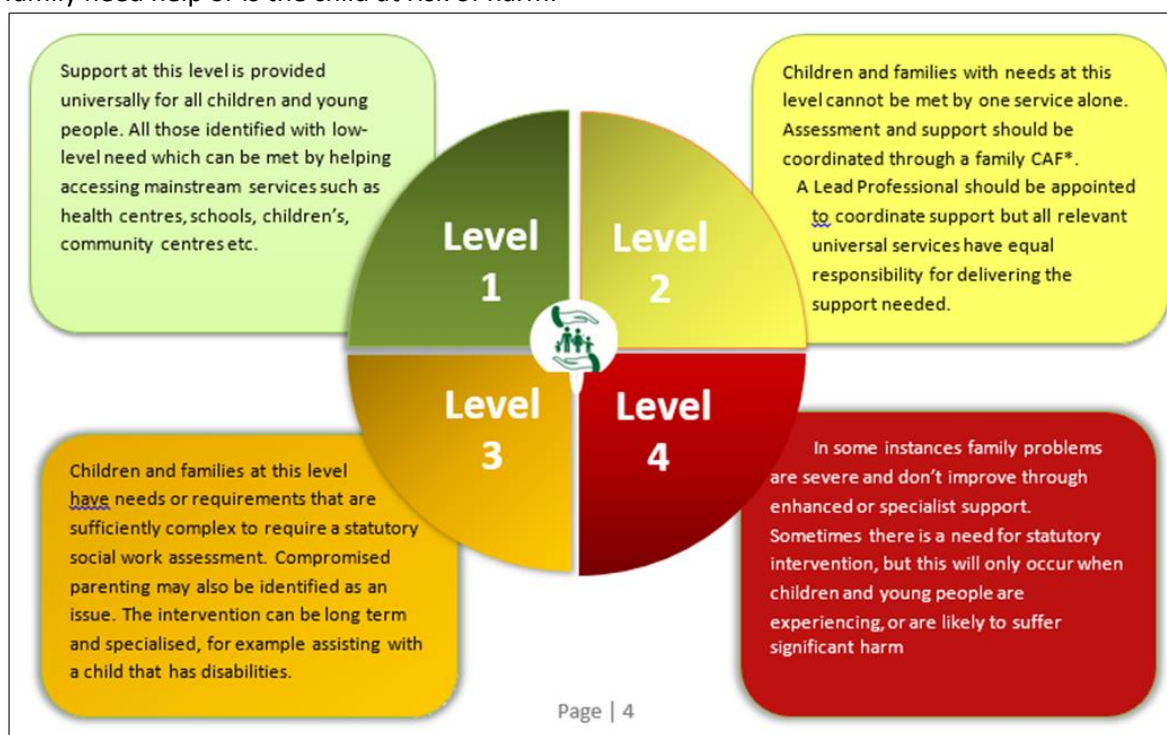 family need help or is the child at risk of harm.
Support at this level is provided
universally for all children and young
people. All those identified with low-
level need which can be met by helping
accessing mainstream services such as
health centres, schools, children's,
community centres etc.
Children and families with needs at this
level cannot be met by one service alone.
Assessment and support should be
coordinated through a family CAF*.
A Lead Professional should be appointed
to coordinate support but all relevant
universal services have equal
responsibility for delivering the
support needed.
Level
1
Level
2
Level
3
Level
4
Children and families at this level
have needs or requirements that are
sufficiently complex to require a statutory
social work assessment. Compromised
parenting may also be identified as an
issue. The intervention can be long term
and specialised, for example assisting with
a child that has disabilities.
In some instances family problems
are severe and don't improve through
enhanced or specialist support.
Sometimes there is a need for statutory
intervention, but this will only occur when
children and young people are
experiencing, or are likely to suffer
significant harm
Page | 4